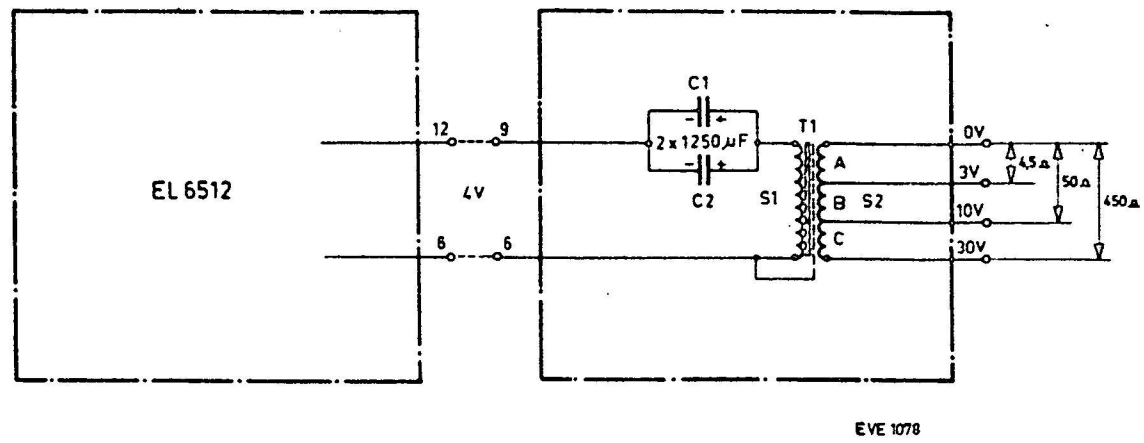 C1
- +
T1
12 9
2 x 1250 µF
0V
A
4,5 Ω
EL 6512
4V
- +
3V
50 Ω
C2
S1
B
S2
450 Ω
10V
C
6 6
30V
EVE 1078